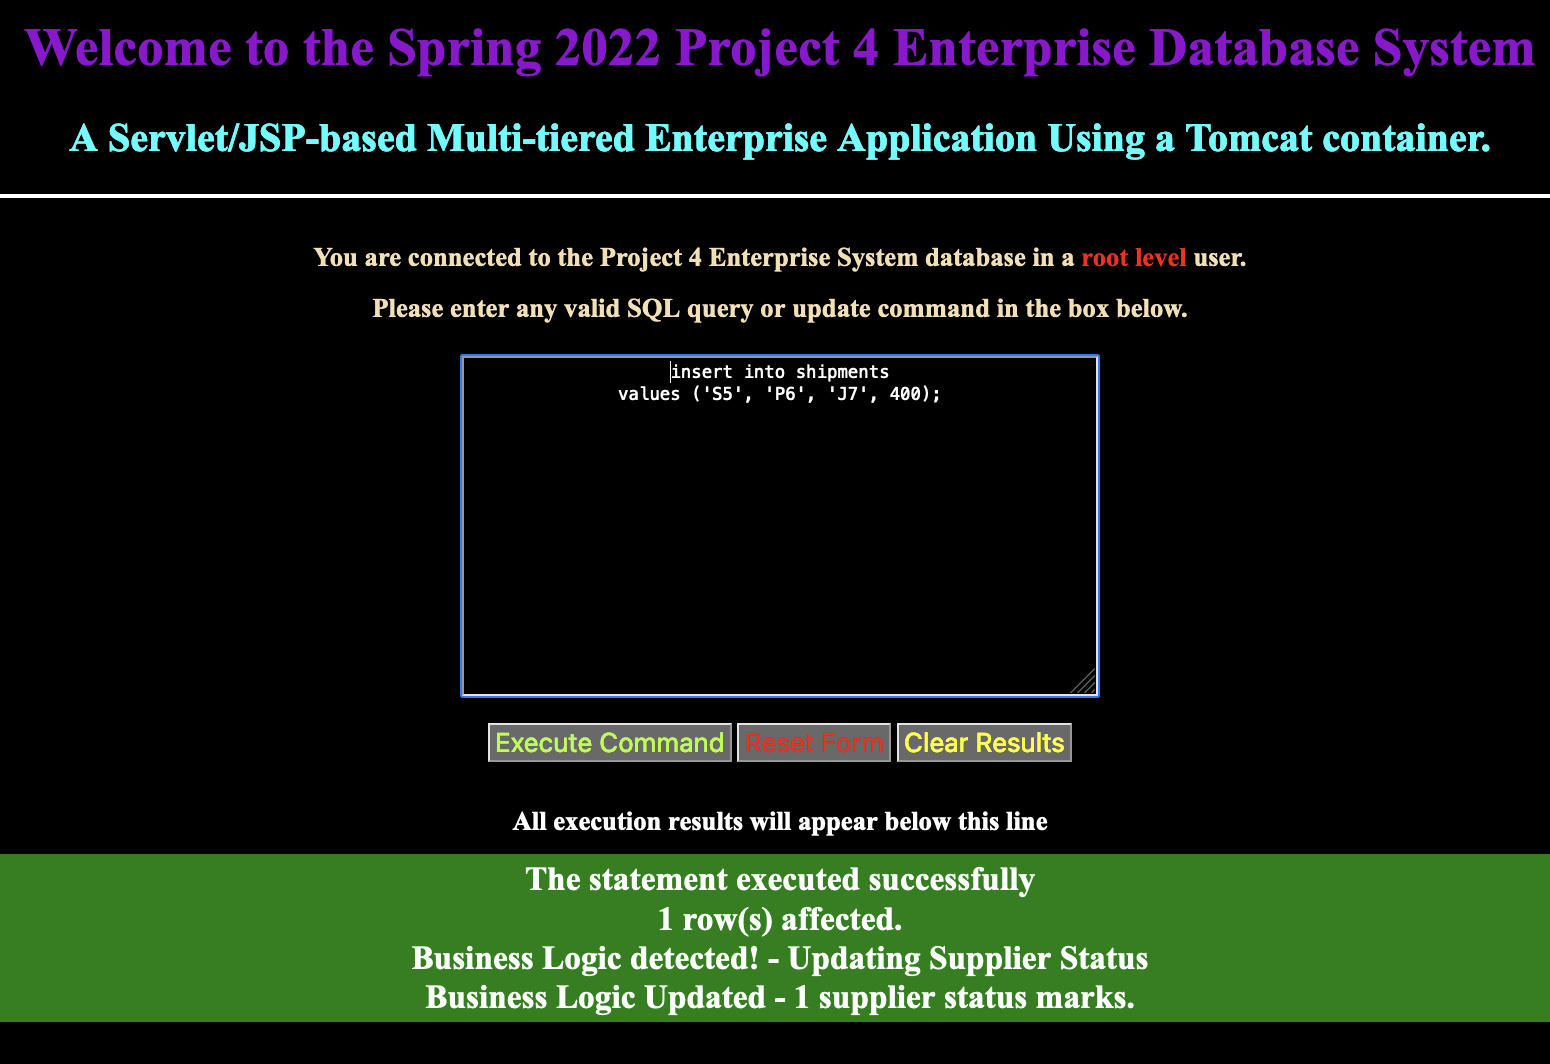 Welcome to the Spring 2022 Project 4 Enterprise Database System
A Servlet/JSP-based Multi-tiered Enterprise Application Using a Tomcat container.
You are connected to the Project 4 Enterprise System database in a root level user.
Please enter any valid SQL query or update command in the box below.
insert into shipments
values ('S5', 'P6', 'J7', 400);
Execute Command Reset Form Clear Results
All execution results will appear below this line
The statement executed successfully
1 row(s) affected.
Business Logic detected! - Updating Supplier Status
Business Logic Updated - 1 supplier status marks.